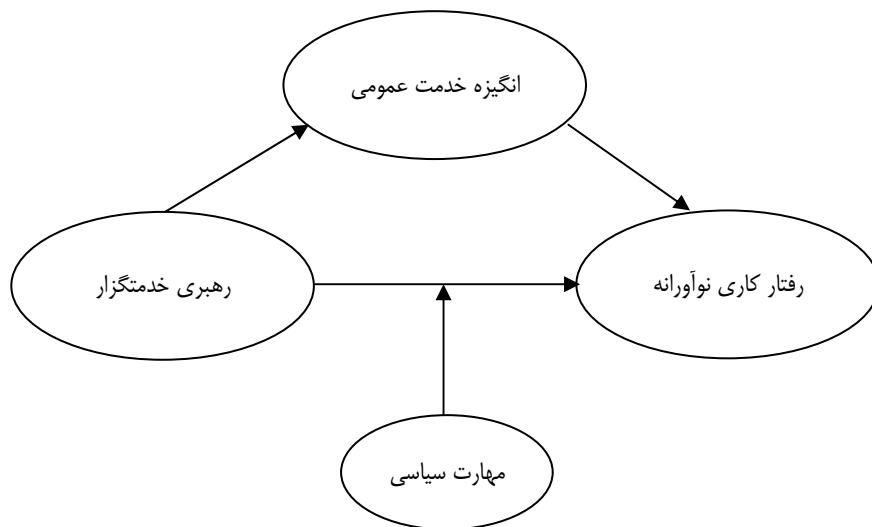 انگیزه خدمت عمومی
رهبری خدمتگزار
رفتار کاری نوآورانه
مهارت سیاسی